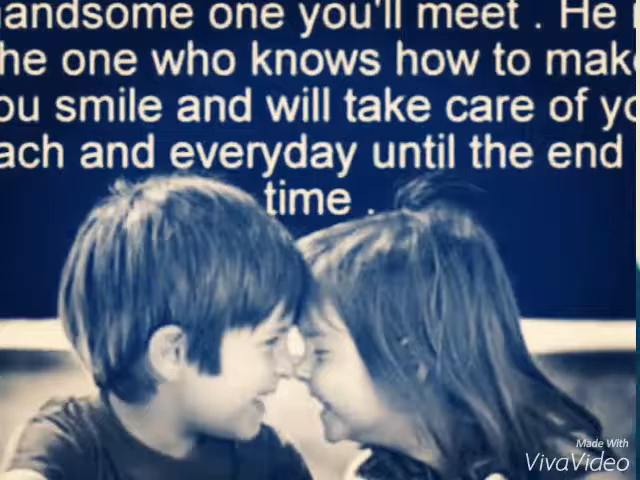 andsome one you'll meet . He
he one who knows how to mak
ou smile and will take care of yo
ach and everyday until the end
time .
Made With
VivaVideo